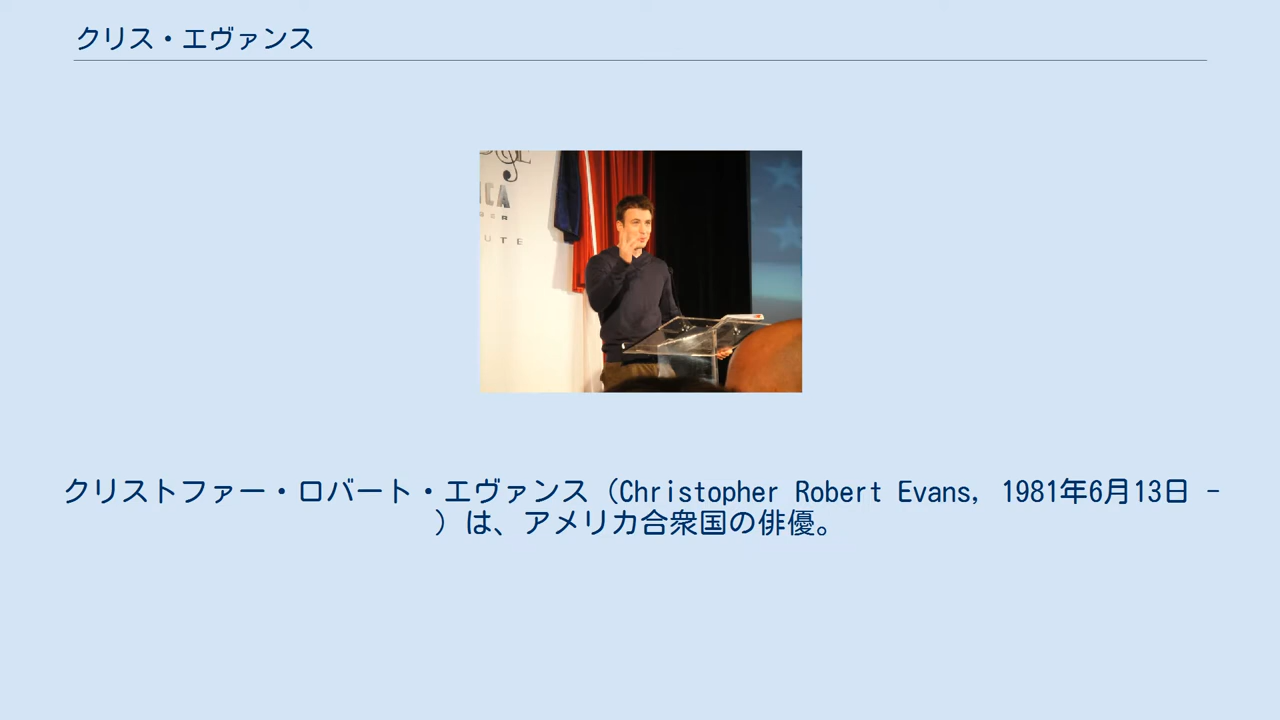 クリス・エヴァンス
ICA
UTE
クリストファー・ロバート・エヴァンス（Christopher Robert Evans, 1981年6月13日 -
）は、アメリカ合衆国の俳優。